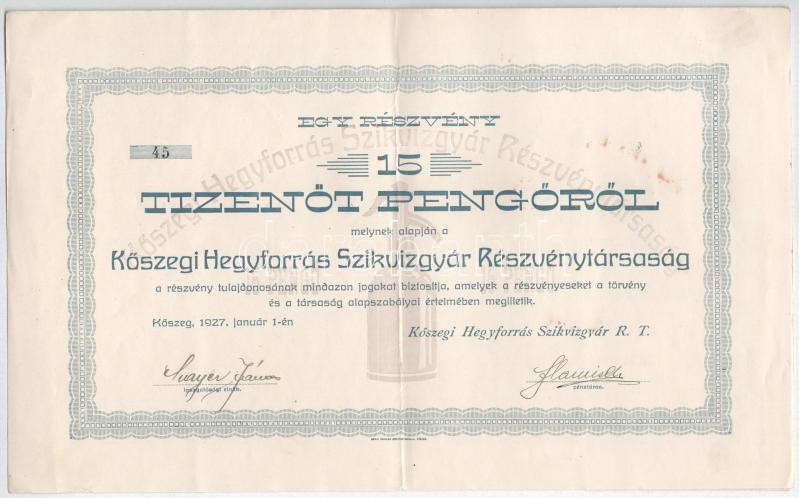 EGY RÉSZVÉNY
Kőszegi Hegyforrás Szikvizgyár Részvénytársaság
45
15
TIZENÖT PENGŐRŐL
melynek alapján a
Kőszegi Hegyforrás Szikvizgyár Részvénytársaság
a részvény tulajdonosának mindazon jogokat biztosítja, amelyek a részvényeseket a törvény
és a társaság alapszabályai értelmében megilletik.
Kőszeg, 1927. január 1-én
Kőszegi Hegyforrás Szikvizgyár R. T.
János
igazgatósági elnök.
pénztáros.
darabanth